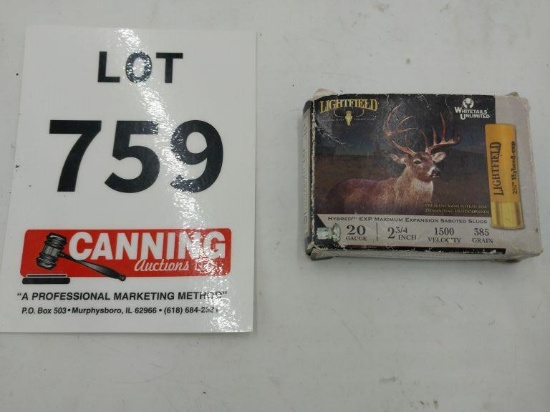 LOT
759
CANNING
Auctions
"A PROFESSIONAL MARKETING METHOD"
P.O. Box 503 • Murphysboro, IL 62966 • (618) 684-
LIGHTFIELD
WHITETAILS
UNLIMITED
LIGHTFIELD
HYBRED EXP MAXIMUM EXPANSION SABOTED SLUGS
20 GAUGE
2 3/4 INCH
1500 VELOCITY
385 GRAIN